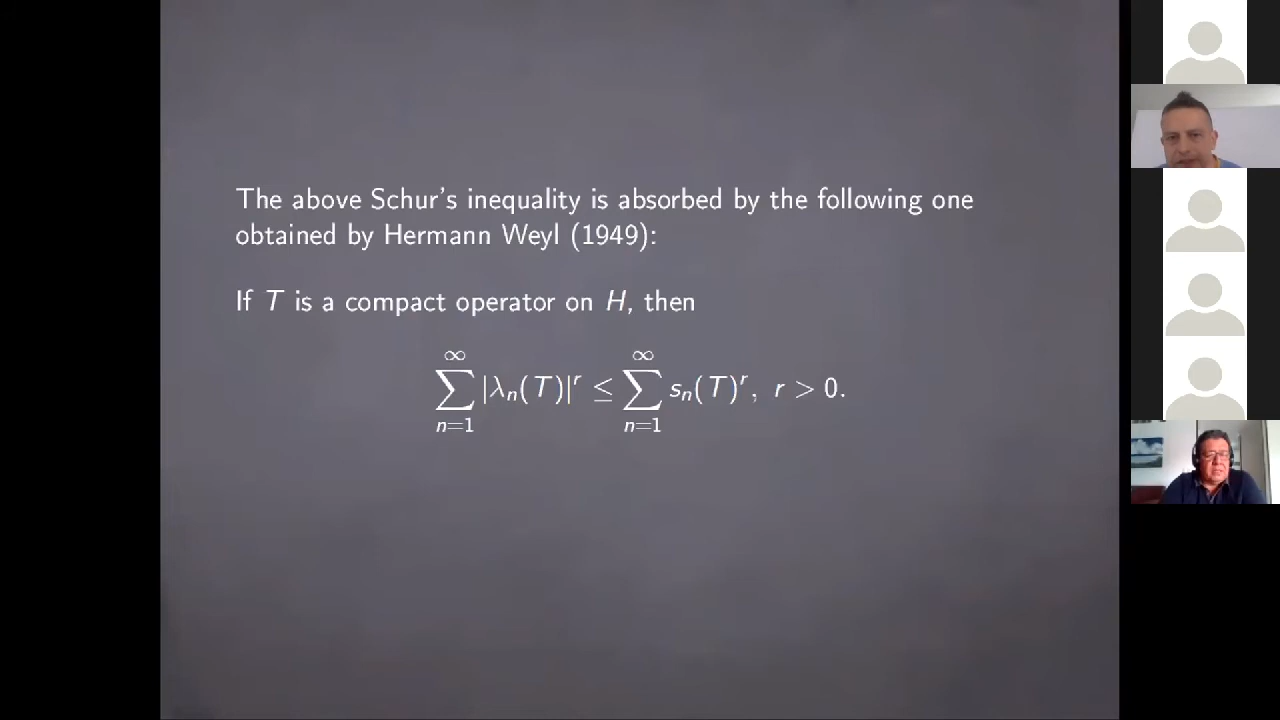 The above Schur's inequality is absorbed by the following one
obtained by Hermann Weyl (1949):
If T is a compact operator on H, then
∑_{n=1}^{∞} |λ_n(T)|^r ≤ ∑_{n=1}^{∞} s_n(T)^r, r > 0.